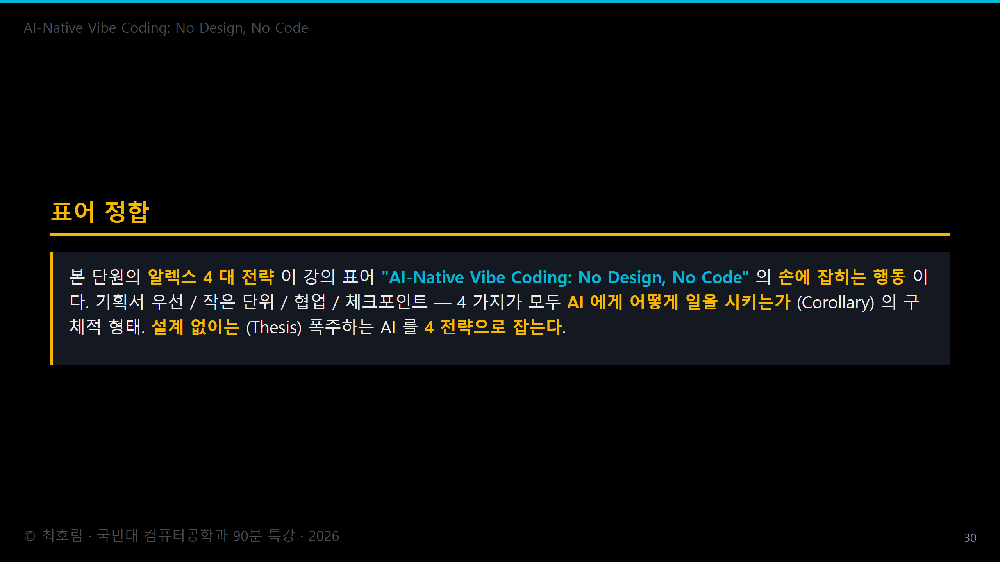 AI-Native Vibe Coding: No Design, No Code
표어 정합
본 단원의 알렉스 4 대 전략 이 강의 표어 "AI-Native Vibe Coding: No Design, No Code" 의 손에 잡히는 행동 이
다. 기획서 우선 / 작은 단위 / 협업 / 체크포인트 — 4 가지가 모두 AI 에게 어떻게 일을 시키는가 (Corollary) 의 구
체적 형태. 설계 없이는 (Thesis) 폭주하는 AI 를 4 전략으로 잡는다.
© 최호림 · 국민대 컴퓨터공학과 90분 특강 · 2026
30